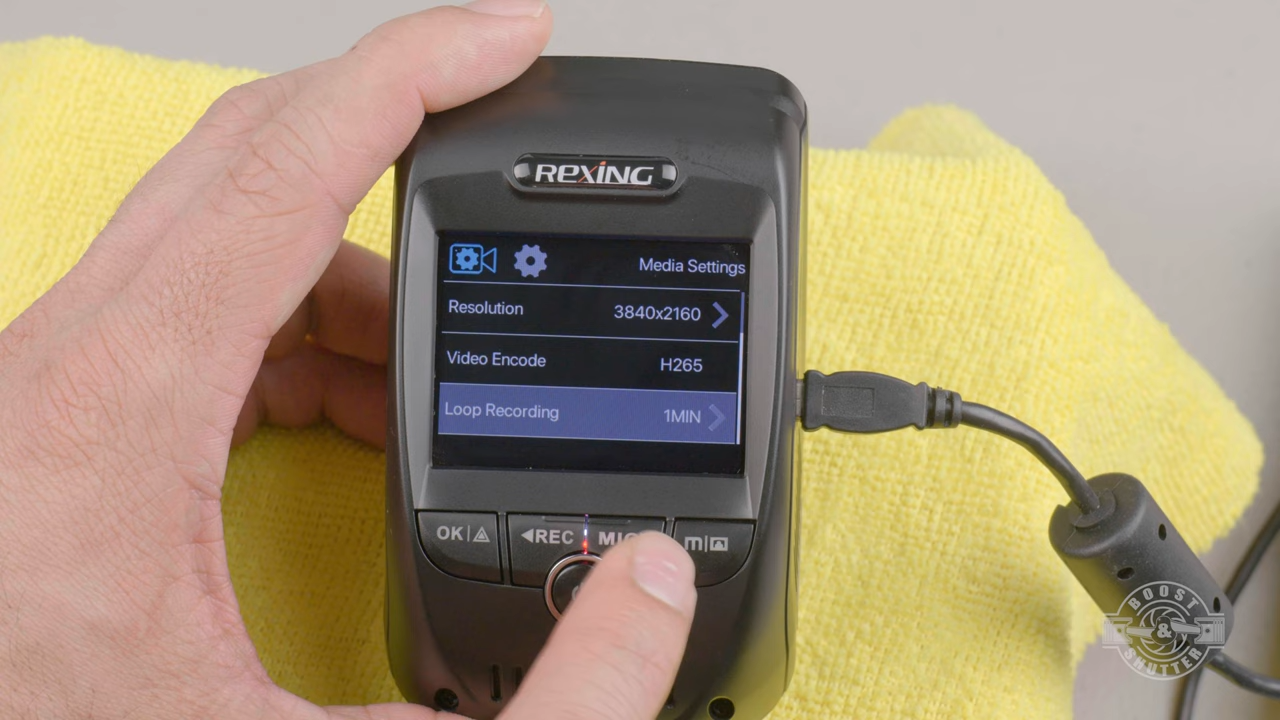 REXING
Media Settings
Resolution 3840x2160
Video Encode H265
Loop Recording 1MIN
OK
REC
m
BOOST
&
SHUTTER